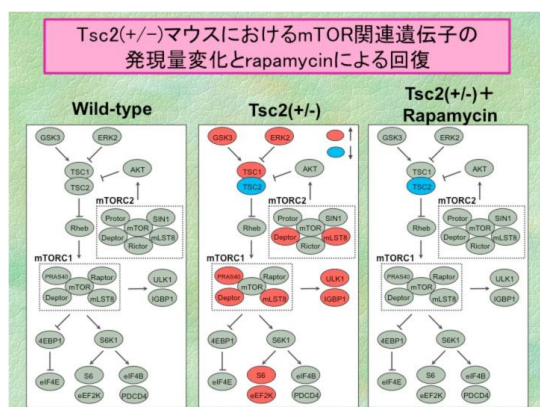 Tsc2(+/−)マウスにおけるmTOR関連遺伝子の
発現量変化とrapamycinによる回復
Wild-type
GSK3
ERK2
TSC1
TSC2
AKT
mTORC2
Protor
SIN1
mTOR
Deptor
mLST8
Rictor
Rheb
mTORC1
PRAS40
Raptor
mTOR
Deptor
mLST8
ULK1
IGBP1
4EBP1
S6K1
eIF4E
S6
eIF4B
eEF2K
PDCD4
Tsc2(+/-)
GSK3
ERK2
↑
↓
TSC1
TSC2
AKT
mTORC2
Protor
SIN1
mTOR
Deptor
mLST8
Rictor
Rheb
mTORC1
PRAS40
Raptor
mTOR
Deptor
mLST8
ULK1
IGBP1
4EBP1
S6K1
eIF4E
S6
eIF4B
eEF2K
PDCD4
Tsc2(+/-)+
Rapamycin
GSK3
ERK2
TSC1
TSC2
AKT
mTORC2
Protor
SIN1
mTOR
Deptor
mLST8
Rictor
Rheb
mTORC1
PRAS40
Raptor
mTOR
Deptor
mLST8
ULK1
IGBP1
4EBP1
S6K1
eIF4E
S6
eIF4B
eEF2K
PDCD4